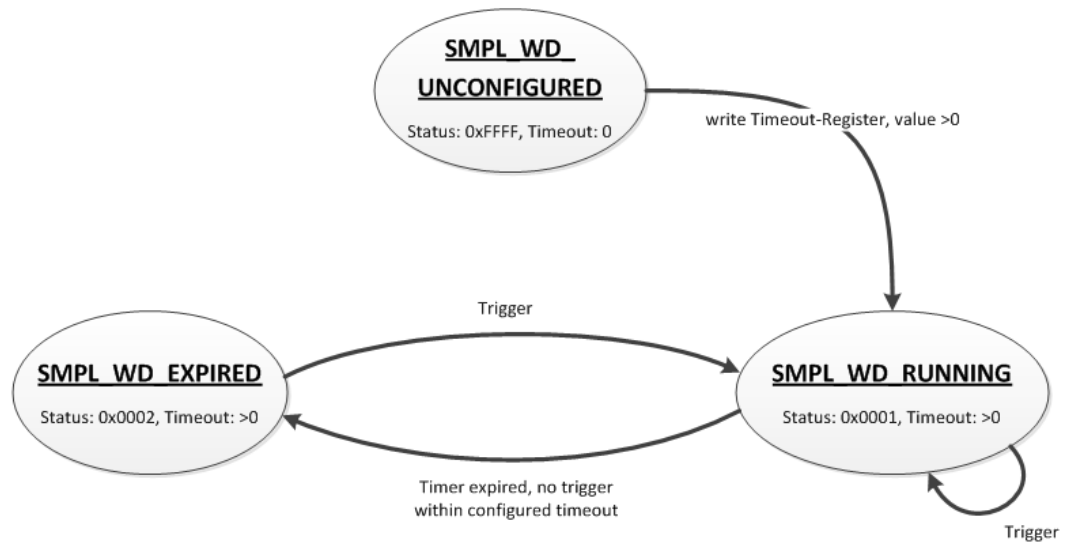 SMPL_WD_
UNCONFIGURED
Status: 0xFFFF, Timeout: 0
write Timeout-Register, value >0
Trigger
SMPL_WD_EXPIRED
Status: 0x0002, Timeout: >0
SMPL_WD_RUNNING
Status: 0x0001, Timeout: >0
Timer expired, no trigger
within configured timeout
Trigger